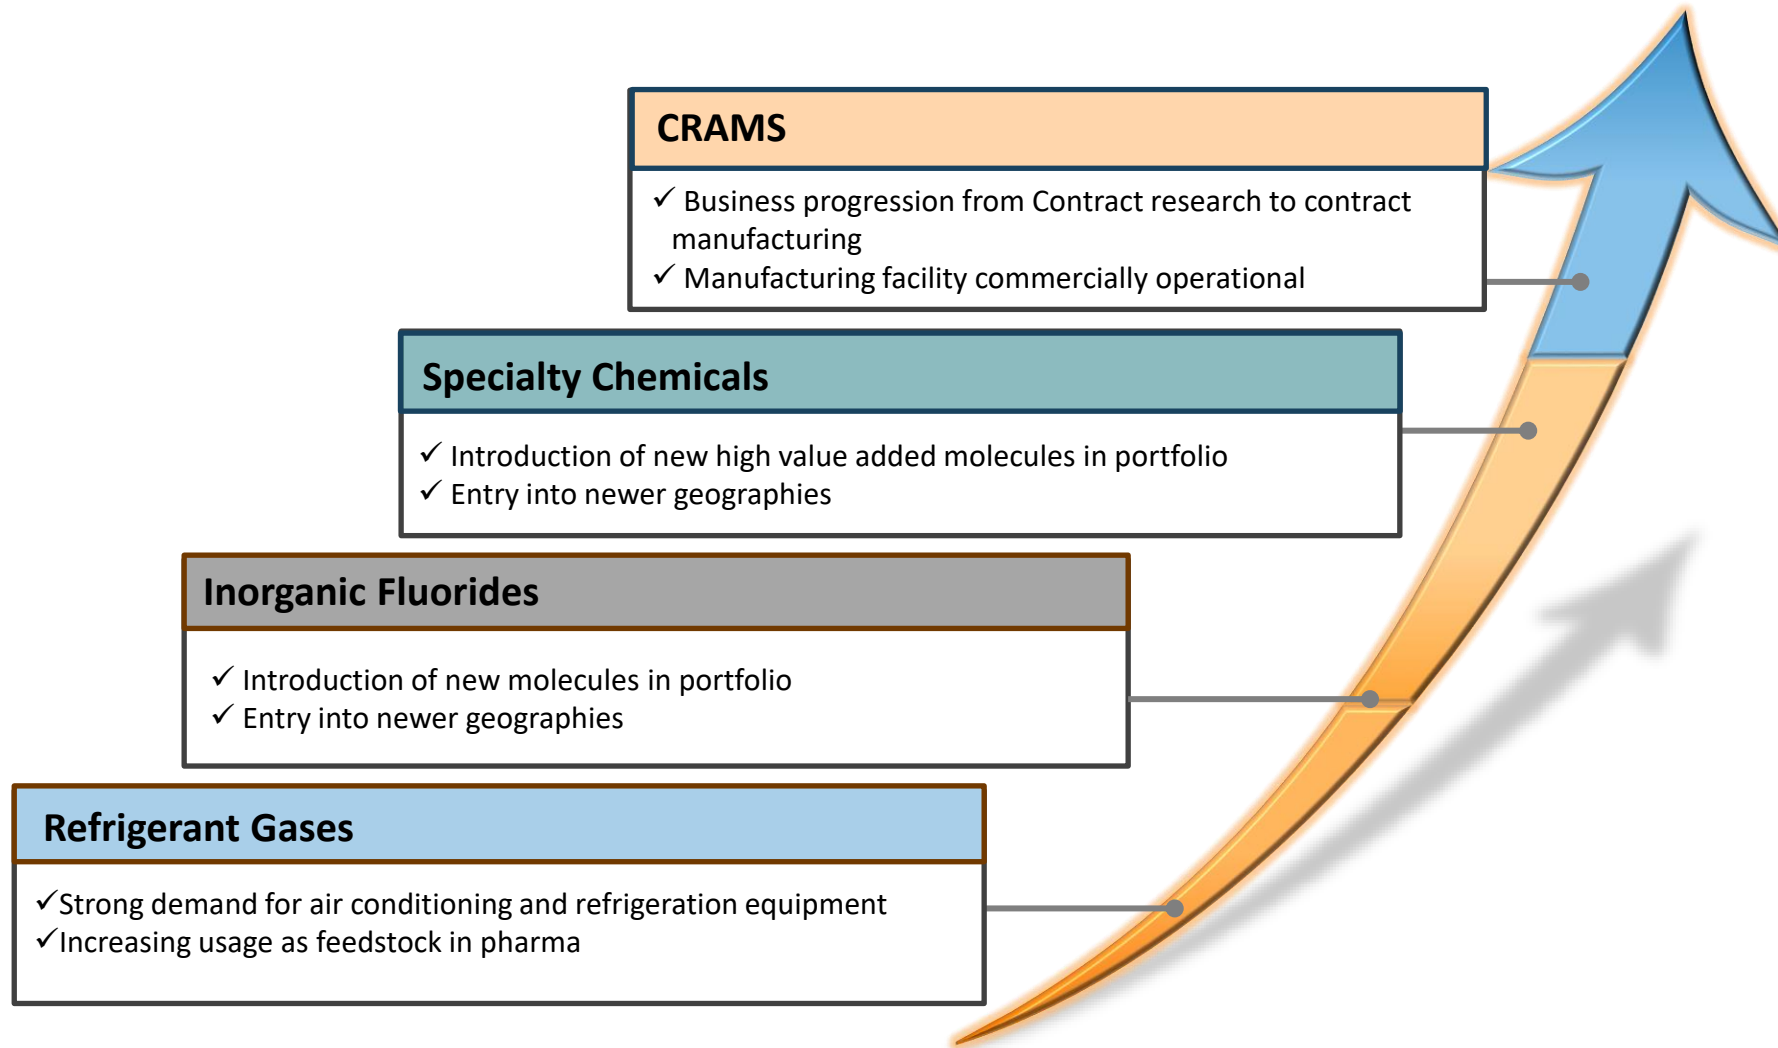 CRAMS
✓ Business progression from Contract research to contract
manufacturing
✓ Manufacturing facility commercially operational
Specialty Chemicals
✓ Introduction of new high value added molecules in portfolio
✓ Entry into newer geographies
Inorganic Fluorides
✓ Introduction of new molecules in portfolio
✓ Entry into newer geographies
Refrigerant Gases
✓Strong demand for air conditioning and refrigeration equipment
✓Increasing usage as feedstock in pharma